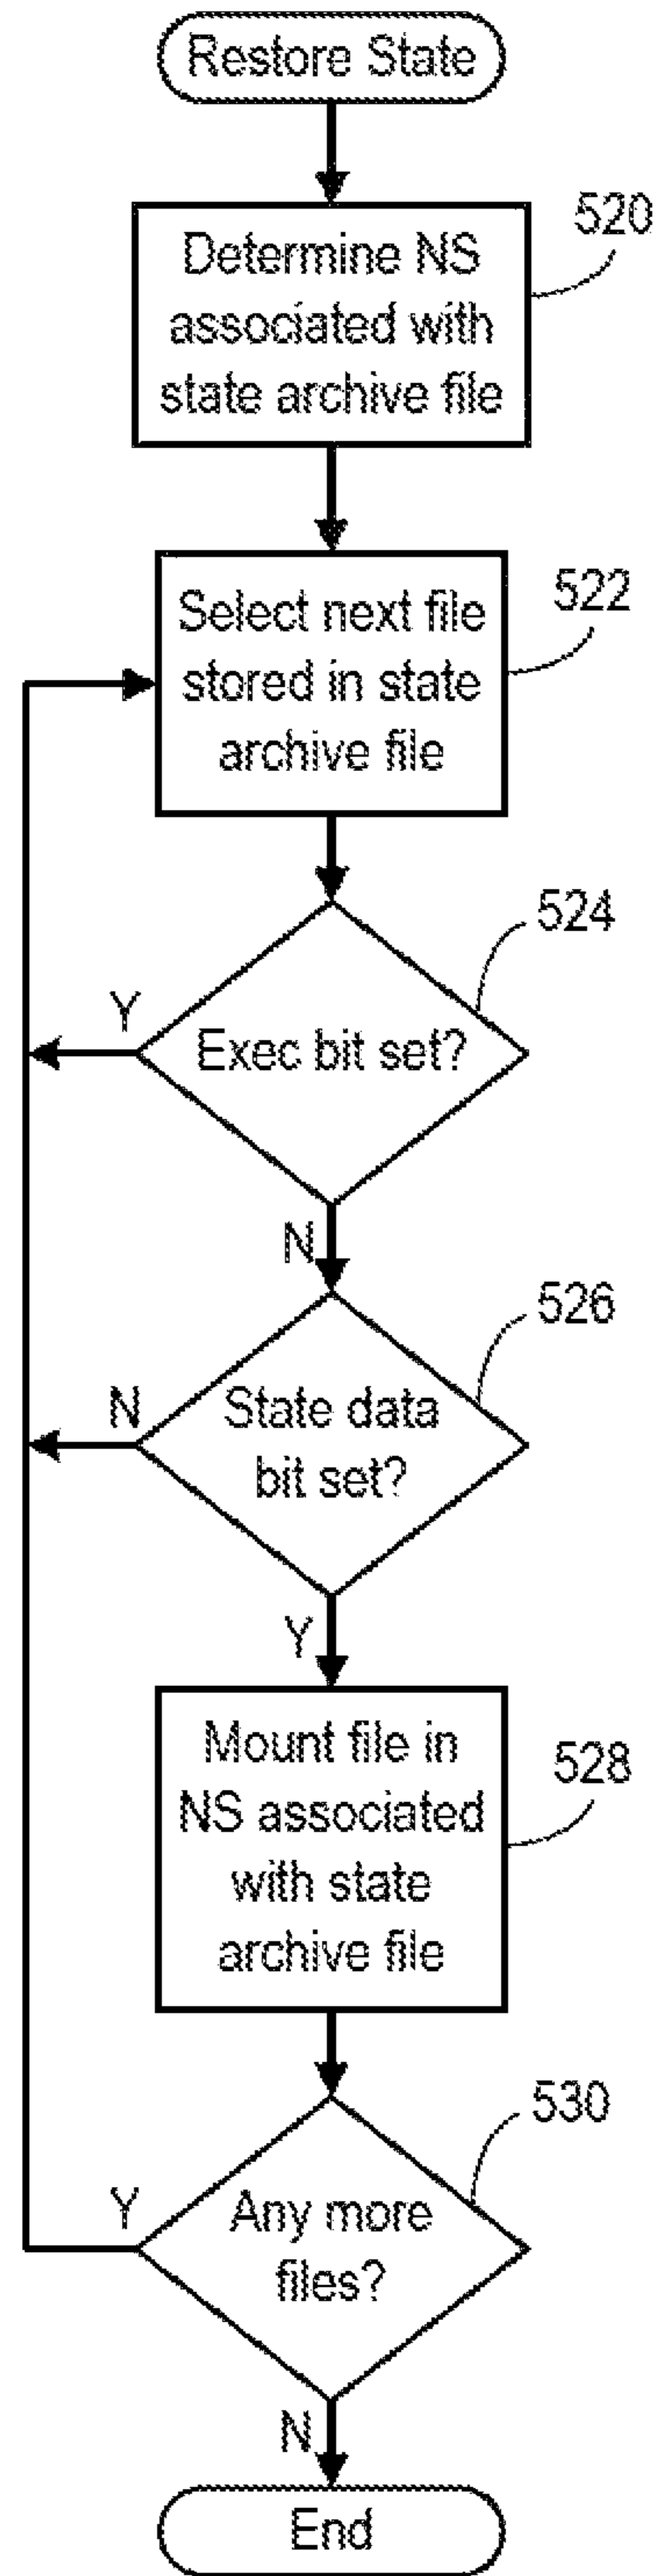 Restore State
520
Determine NS
associated with
state archive file
522
Select next file
stored in state
archive file
524
Y
Exec bit set?
N
526
N
State data
bit set?
Y
528
Mount file in
NS associated
with state
archive file
530
Y
Any more
files?
N
End